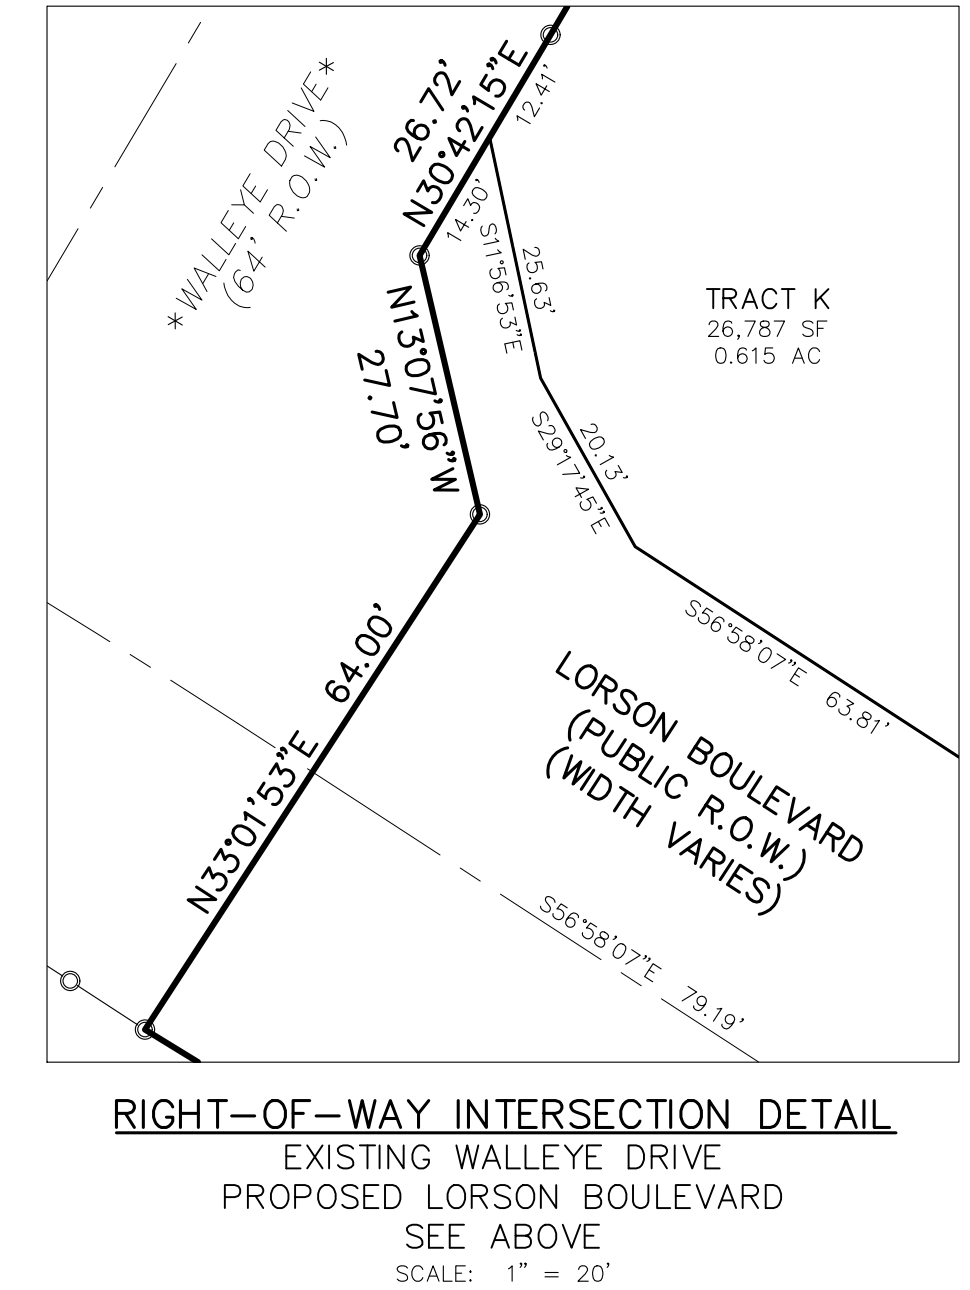 *WALLEYE DRIVE*
(64' R.O.W.)
26.72'
N30°42'15"E
12.41'
14.30'
S11°56'53"E
25.63'
N13°07'56"W
27.70'
TRACT K
26,787 SF
0.615 AC
20.13'
S29°17'45"E
S56°58'07"E 63.81'
N33°01'53"E 64.00'
LORSON BOULEVARD
(PUBLIC R.O.W.)
(WIDTH VARIES)
S56°58'07"E 79.19'
RIGHT-OF-WAY INTERSECTION DETAIL
EXISTING WALLEYE DRIVE
PROPOSED LORSON BOULEVARD
SEE ABOVE
SCALE: 1" = 20'